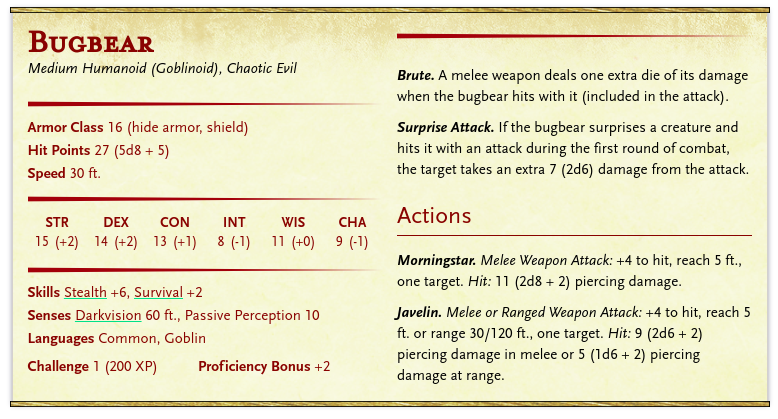 Bugbear
Medium Humanoid (Goblinoid), Chaotic Evil
Armor Class 16 (hide armor, shield)
Hit Points 27 (5d8 + 5)
Speed 30 ft.
STR DEX CON INT WIS CHA
15 (+2) 14 (+2) 13 (+1) 8 (-1) 11 (+0) 9 (-1)
Skills Stealth +6, Survival +2
Senses Darkvision 60 ft., Passive Perception 10
Languages Common, Goblin
Challenge 1 (200 XP) Proficiency Bonus +2
Brute. A melee weapon deals one extra die of its damage
when the bugbear hits with it (included in the attack).
Surprise Attack. If the bugbear surprises a creature and
hits it with an attack during the first round of combat,
the target takes an extra 7 (2d6) damage from the attack.
Actions
Morningstar. Melee Weapon Attack: +4 to hit, reach 5 ft.,
one target. Hit: 11 (2d8 + 2) piercing damage.
Javelin. Melee or Ranged Weapon Attack: +4 to hit, reach 5
ft. or range 30/120 ft., one target. Hit: 9 (2d6 + 2)
piercing damage in melee or 5 (1d6 + 2) piercing
damage at range.